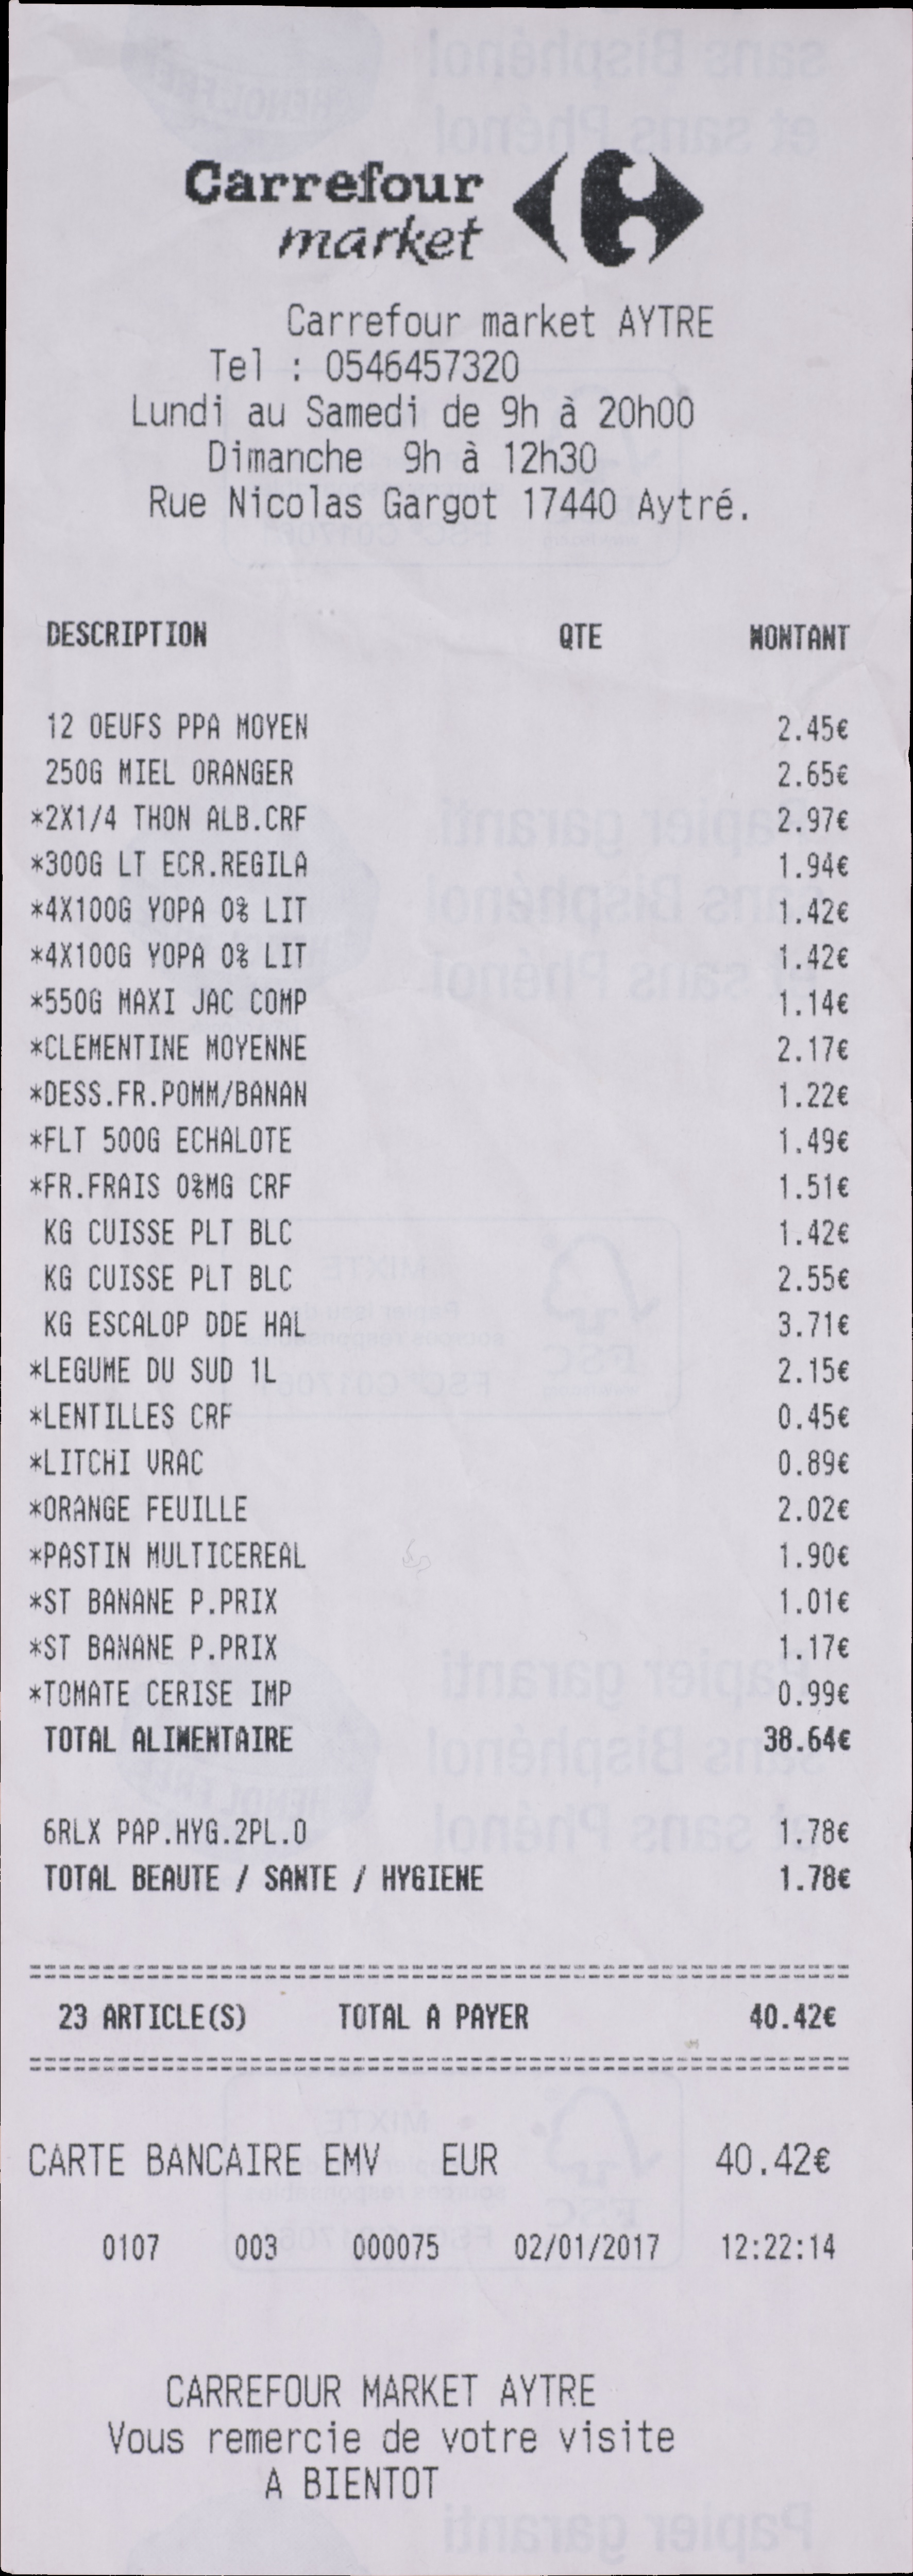 Carrefour
market
Carrefour market AYTRE
Tel : 0546457320
Lundi au Samedi de 9h à 20h00
Dimanche 9h à 12h30
Rue Nicolas Gargot 17440 Aytré.
DESCRIPTION QTE MONTANT
12 OEUFS PPA MOYEN 2.45€
250G MIEL ORANGER 2.65€
*2X1/4 THON ALB.CRF 2.97€
*300G LT ECR.REGILA 1.94€
*4X100G YOPA 0% LIT 1.42€
*4X100G YOPA 0% LIT 1.42€
*550G MAXI JAC COMP 1.14€
*CLEMENTINE MOYENNE 2.17€
*DESS.FR.POMM/BANAN 1.22€
*FLT 500G ECHALOTE 1.49€
*FR.FRAIS 0%MG CRF 1.51€
KG CUISSE PLT BLC 1.42€
KG CUISSE PLT BLC 2.55€
KG ESCALOP DDE HAL 3.71€
*LEGUME DU SUD 1L 2.15€
*LENTILLES CRF 0.45€
*LITCHI VRAC 0.89€
*ORANGE FEUILLE 2.02€
*PASTIN MULTICEREAL 1.90€
*ST BANANE P.PRIX 1.01€
*ST BANANE P.PRIX 1.17€
*TOMATE CERISE IMP 0.99€
TOTAL ALIMENTAIRE 38.64€
6RLX PAP.HYG.2PL.O 1.78€
TOTAL BEAUTE / SANTE / HYGIENE 1.78€
23 ARTICLE(S) TOTAL A PAYER 40.42€
CARTE BANCAIRE EMV EUR 40.42€
0107 003 000075 02/01/2017 12:22:14
CARREFOUR MARKET AYTRE
Vous remercie de votre visite
A BIENTOT